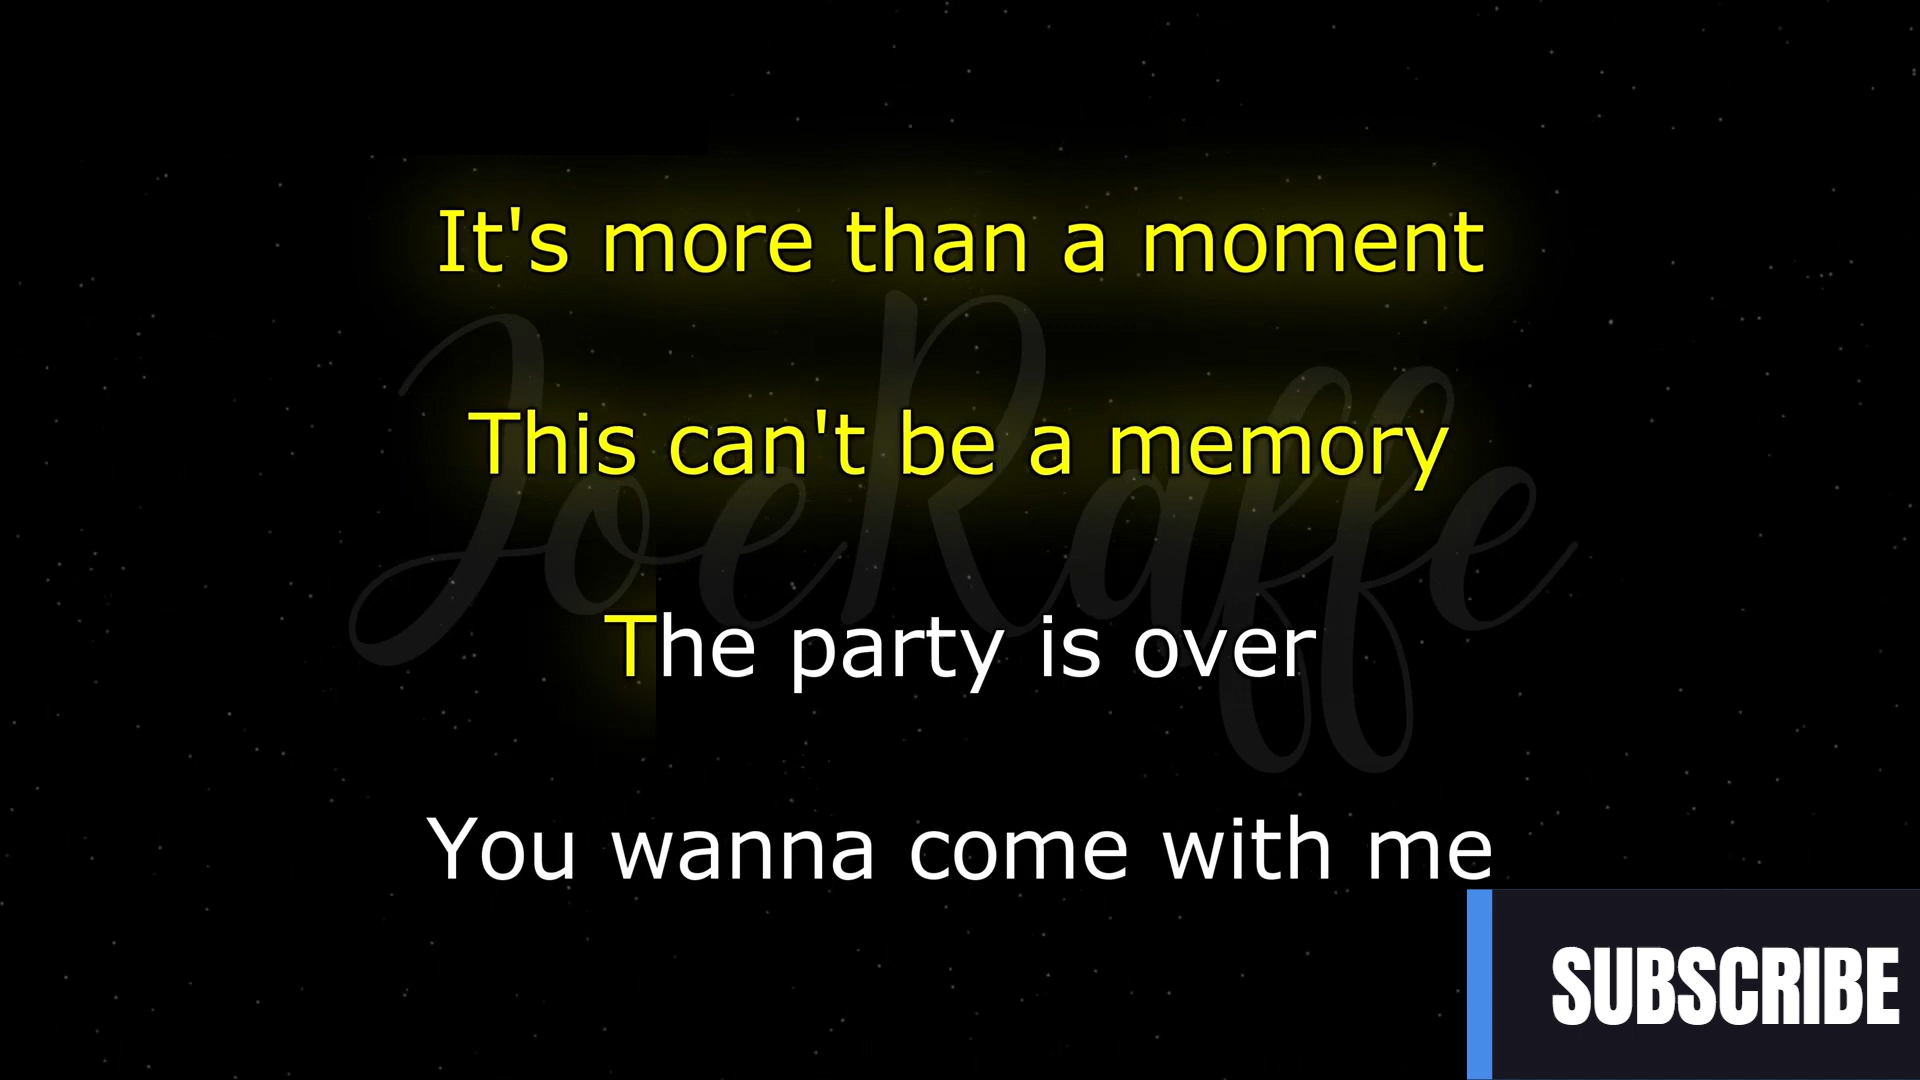 It's more than a moment
This can't be a memory
The party is over
You wanna come with me
JoeRaffe
SUBSCRIBE